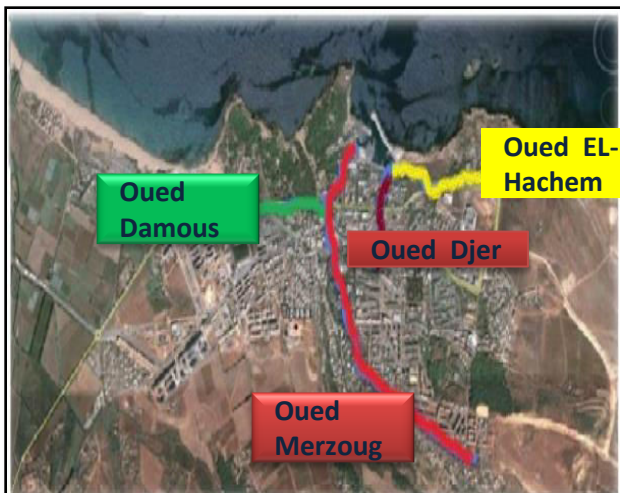 Oued EL-
Hachem
Oued
Damous
Oued Djer
Oued
Merzoug